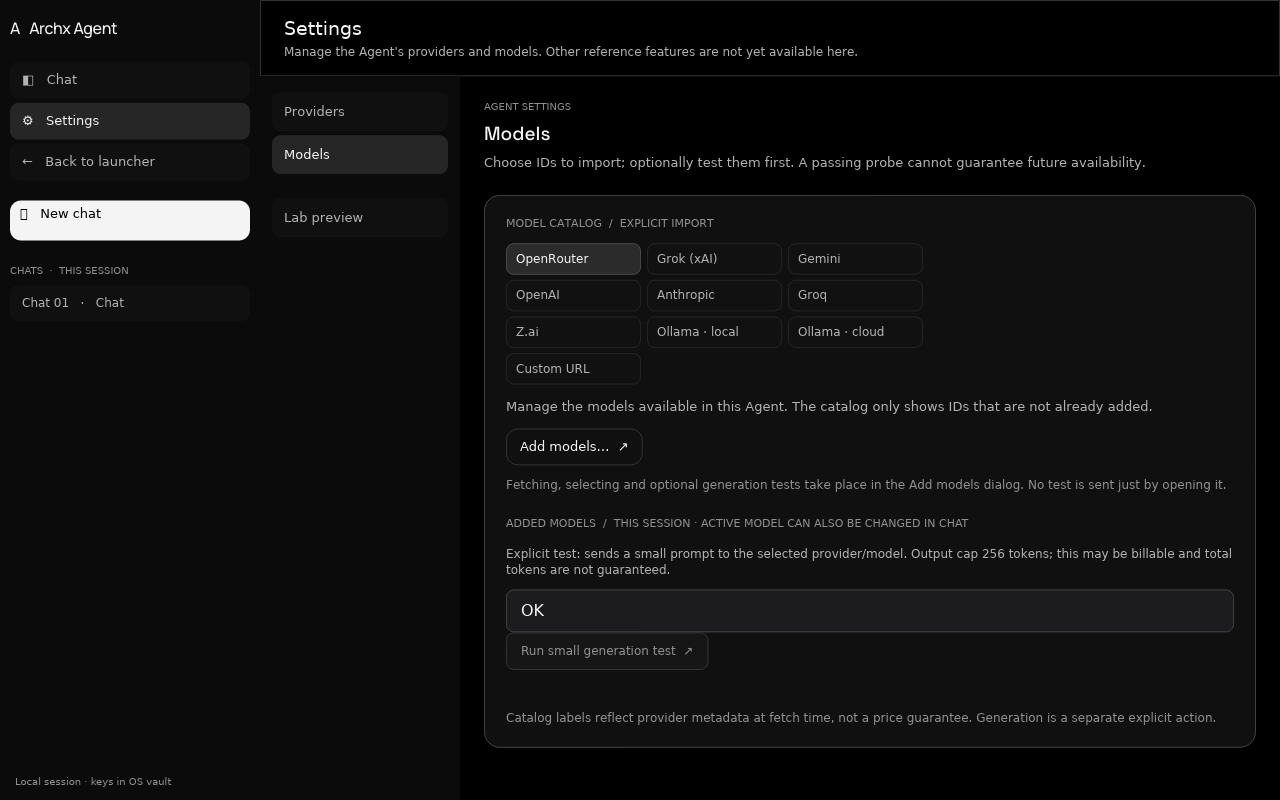 A Archx Agent
Chat
Settings
← Back to launcher
New chat
CHATS · THIS SESSION
Chat 01 · Chat
Local session · keys in OS vault
Settings
Manage the Agent's providers and models. Other reference features are not yet available here.
Providers
Models
Lab preview
AGENT SETTINGS
Models
Choose IDs to import; optionally test them first. A passing probe cannot guarantee future availability.
MODEL CATALOG / EXPLICIT IMPORT
OpenRouter Grok (xAI) Gemini
OpenAI Anthropic Groq
Z.ai Ollama · local Ollama · cloud
Custom URL
Manage the models available in this Agent. The catalog only shows IDs that are not already added.
Add models... ↗
Fetching, selecting and optional generation tests take place in the Add models dialog. No test is sent just by opening it.
ADDED MODELS / THIS SESSION · ACTIVE MODEL CAN ALSO BE CHANGED IN CHAT
Explicit test: sends a small prompt to the selected provider/model. Output cap 256 tokens; this may be billable and total
tokens are not guaranteed.
OK
Run small generation test ↗
Catalog labels reflect provider metadata at fetch time, not a price guarantee. Generation is a separate explicit action.